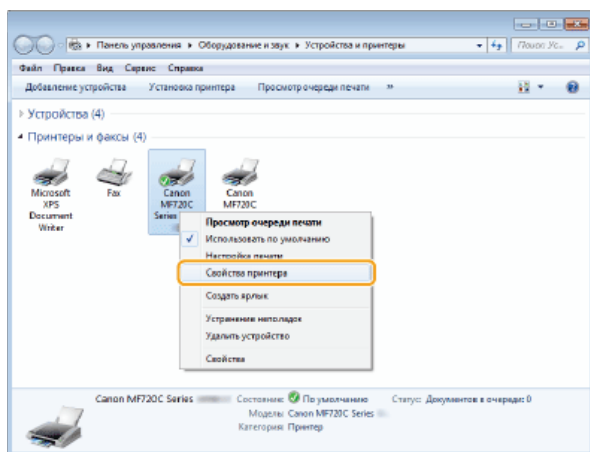 ▸ Панель управления ▸ Оборудование и звук ▸ Устройства и принтеры Поиск: Ус...
Файл Правка Вид Сервис Справка
Добавление устройства Установка принтера Просмотр очереди печати »
Устройства (4)
Принтеры и факсы (4)
Microsoft XPS Document Writer
Fax
Canon MF720C Series
Canon MF720C
Просмотр очереди печати
Использовать по умолчанию
Настройка печати
Свойства принтера
Создать ярлык
Устранение неполадок
Удалить устройство
Свойства
Canon MF720C Series Состояние: По умолчанию Статус: Документов в очереди: 0
Модель: Canon MF720C Series
Категория: Принтер